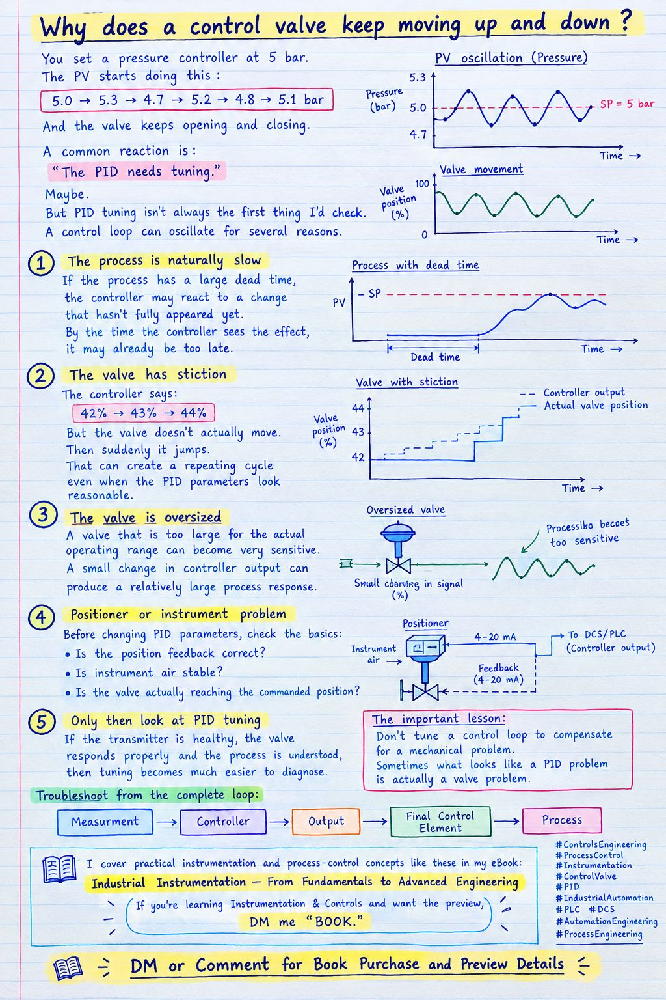 Why does a control valve keep moving up and down ?
You set a pressure controller at 5 bar.
The PV starts doing this :
5.0 → 5.3 → 4.7 → 5.2 → 4.8 → 5.1 bar
And the valve keeps opening and closing.
A common reaction is :
"The PID needs tuning."
Maybe.
But PID tuning isn't always the first thing I'd check.
A control loop can oscillate for several reasons.
PV oscillation (Pressure)
Pressure
(bar)
5.3
5.0
4.7
SP = 5 bar
Time →
Valve movement
Valve
position
(%)
100
0
Time →
1 The process is naturally slow
If the process has a large dead time,
the controller may react to a change
that hasn't fully appeared yet.
By the time the controller sees the effect,
it may already be too late.
Process with dead time
PV
SP
Time →
Dead time
2 The valve has stiction
The controller says:
42% → 43% → 44%
But the valve doesn't actually move.
Then suddenly it jumps.
That can create a repeating cycle
even when the PID parameters look
reasonable.
Valve with stiction
Controller output
Actual valve position
Valve
position
(%)
44
43
42
Time →
3 The valve is oversized
A valve that is too large for the actual
operating range can become very sensitive.
A small change in controller output can
produce a relatively large process response.
Oversized valve
too sensitive
Small in signal
(%)
4 Positioner or instrument problem
Before changing PID parameters, check the basics:
• Is the position feedback correct?
• Is instrument air stable?
• Is the valve actually reaching the commanded position?
Positioner
Instrument
air →
4-20 mA
To DCS/PLC
(Controller output)
Feedback
(4-20 mA)
5 Only then look at PID tuning
If the transmitter is healthy, the valve
responds properly and the process is understood,
then tuning becomes much easier to diagnose.
The important lesson:
Don't tune a control loop to compensate
for a mechanical problem.
Sometimes what looks like a PID problem
is actually a valve problem.
Troubleshoot from the complete loop:
Measurment → Controller → Output → Final Control Element → Process
I cover practical instrumentation and process-control concepts like these in my eBook:
Industrial Instrumentation — From Fundamentals to Advanced Engineering
If you're learning Instrumentation & Controls and want the preview,
DM me "BOOK."
#ControlsEngineering
#ProcessControl
#Instrumentation
#ControlValve
#PID
#IndustrialAutomation
#PLC #DCS
#AutomationEngineering
#ProcessEngineering
DM or Comment for Book Purchase and Preview Details